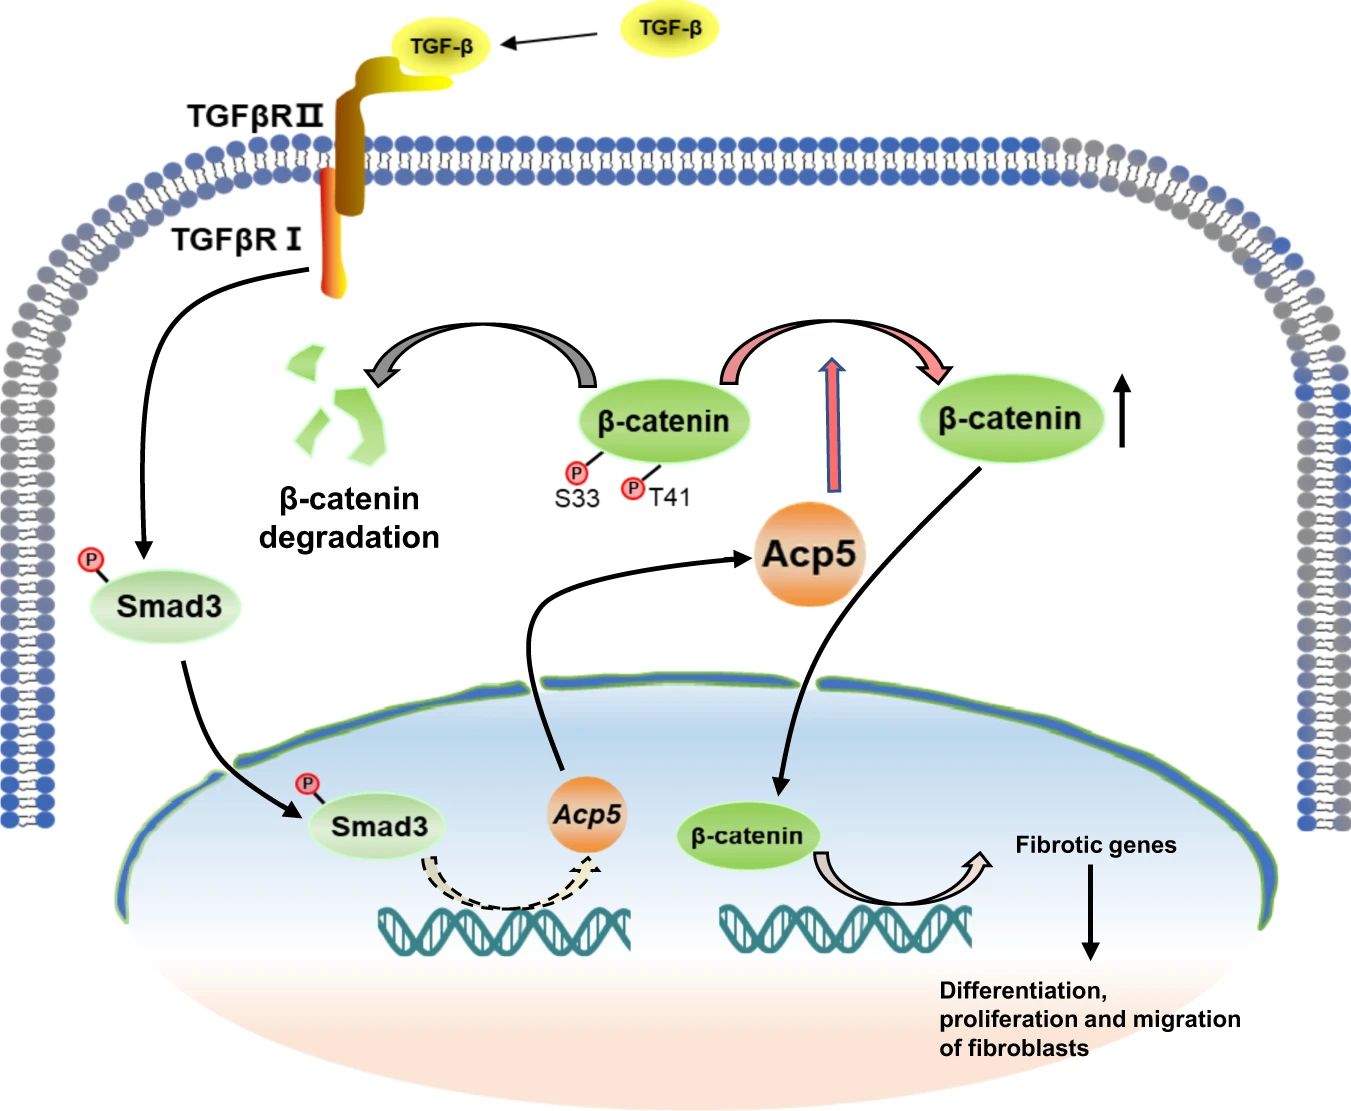 TGF-β
TGF-β
TGFβRⅡ
TGFβRⅠ
β-catenin
β-catenin
P
S33
P
T41
β-catenin
degradation
Acp5
P
Smad3
P
Smad3
Acp5
β-catenin
Fibrotic genes
Differentiation,
proliferation and migration
of fibroblasts